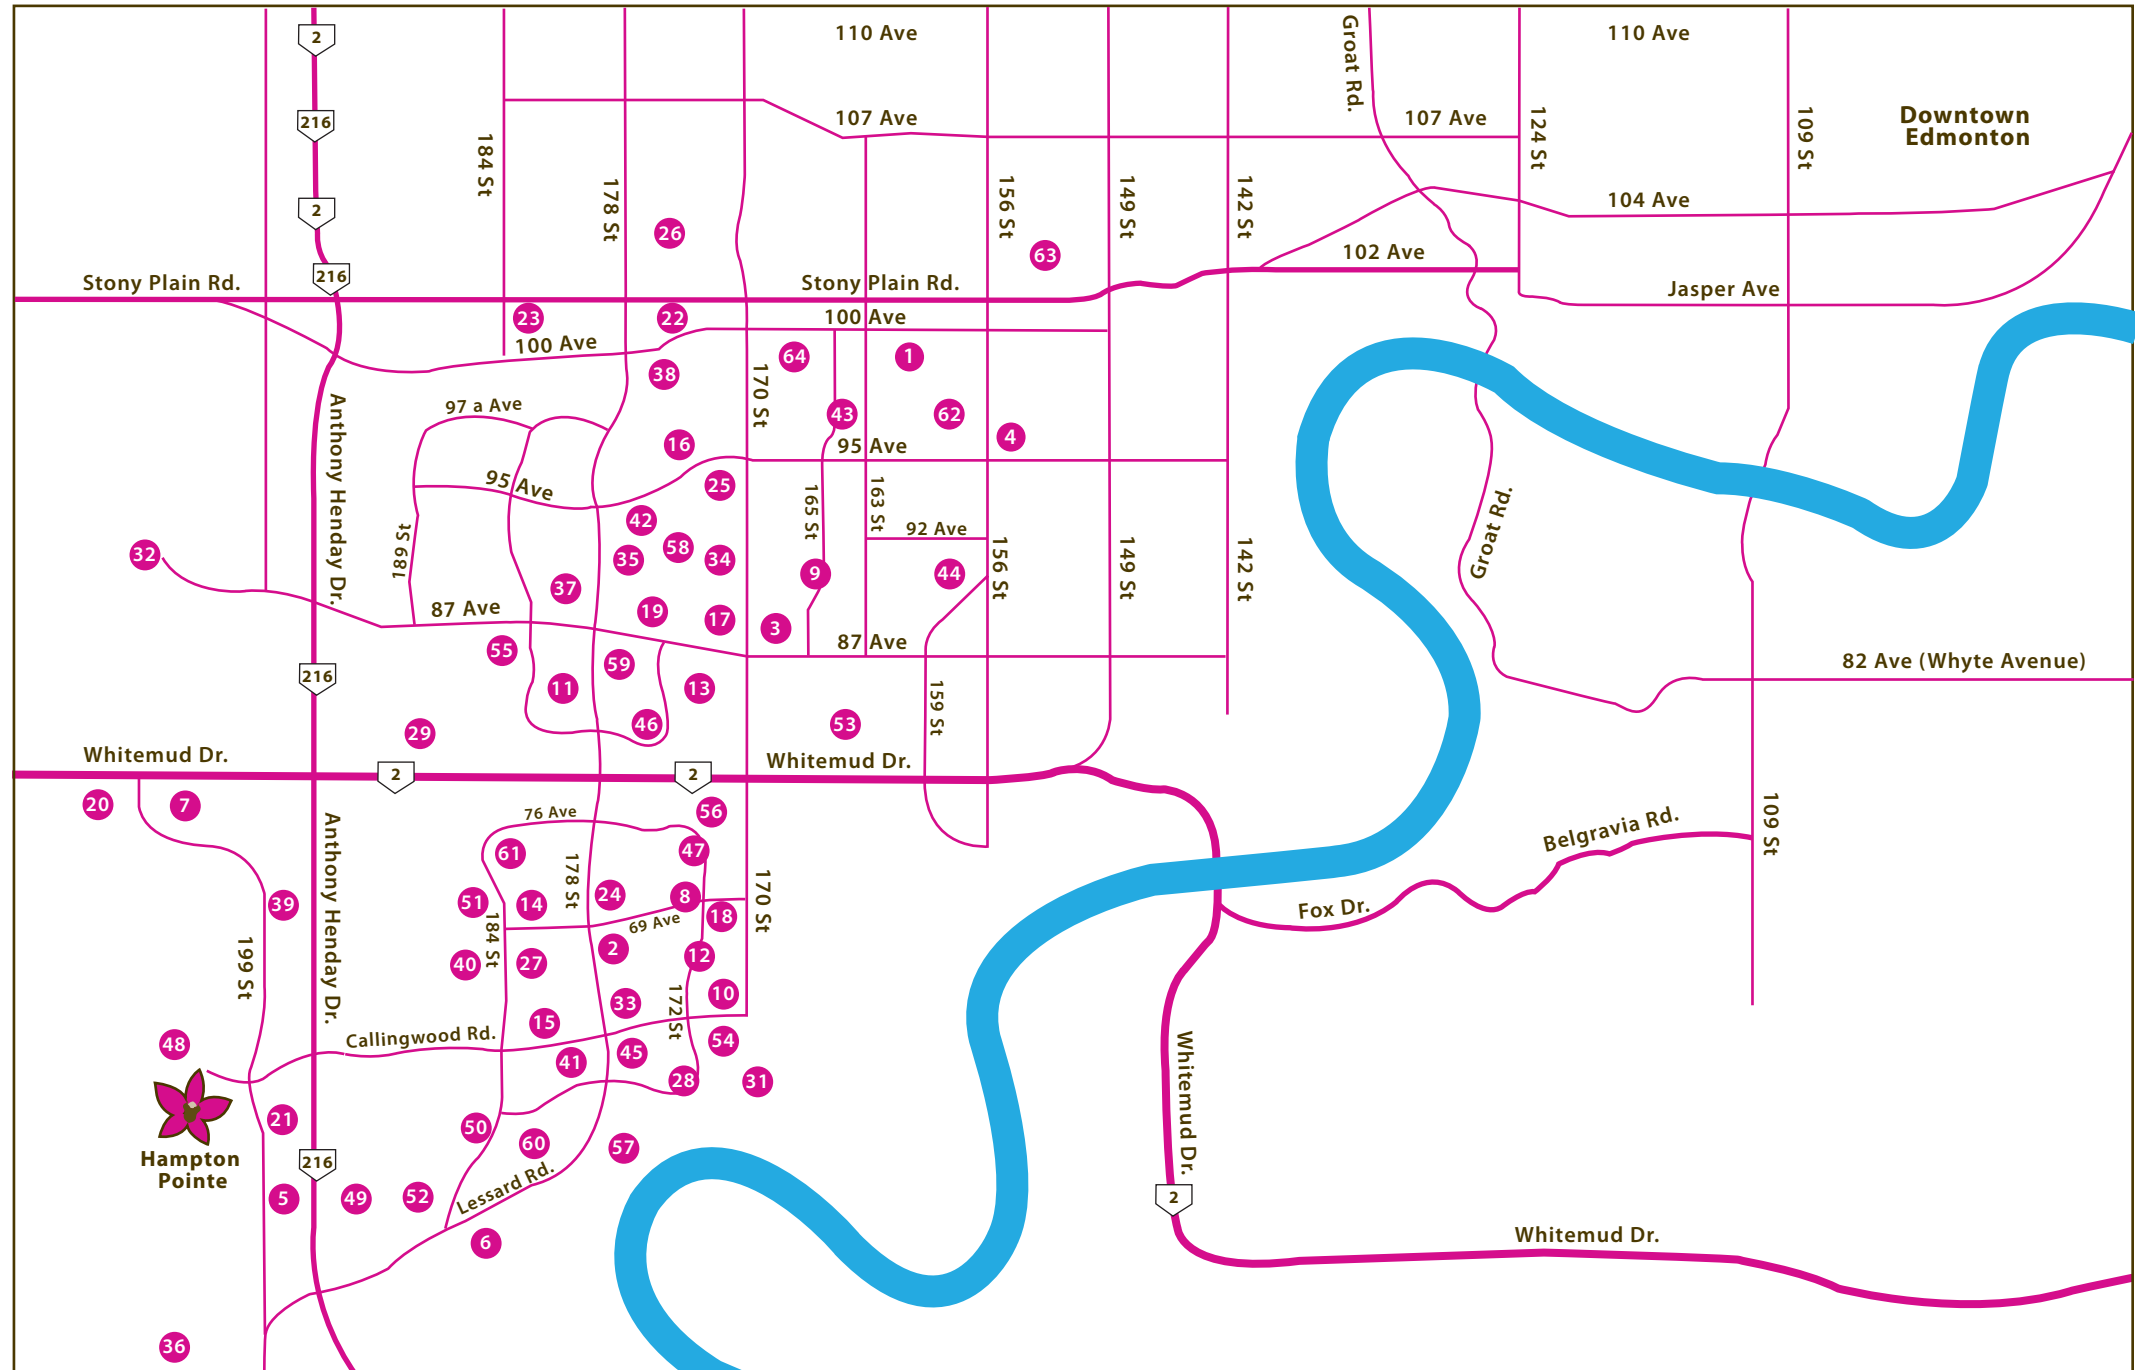 110 Ave
110 Ave
2
Groat Rd.
107 Ave
107 Ave
Downtown
Edmonton
216
184 St
124 St
109 St
178 St
156 St
149 St
142 St
104 Ave
2
26
63
102 Ave
216
Stony Plain Rd.
Stony Plain Rd.
Jasper Ave
23
22
100 Ave
100 Ave
64
1
38
170 St
97 a Ave
43
62
4
Anthony Henday Dr.
16
95 Ave
95 Ave
25
165 St
163 St
42
92 Ave
Groat Rd.
189 St
32
58
35
34
9
44
156 St
149 St
142 St
37
87 Ave
19
17
3
87 Ave
55
59
82 Ave (Whyte Avenue)
216
11
13
159 St
29
46
53
Whitemud Dr.
Whitemud Dr.
2
2
20
7
76 Ave
56
Belgravia Rd.
109 St
61
47
178 St
Anthony Henday Dr.
39
51
14
24
8
18
170 St
Fox Dr.
69 Ave
184 St
199 St
40
27
2
12
10
33
172 St
15
Callingwood Rd.
48
41
45
54
28
31
Whitemud Dr.
21
50
60
57
Hampton
Pointe
216
5
49
52
Lessard Rd.
2
6
Whitemud Dr.
36